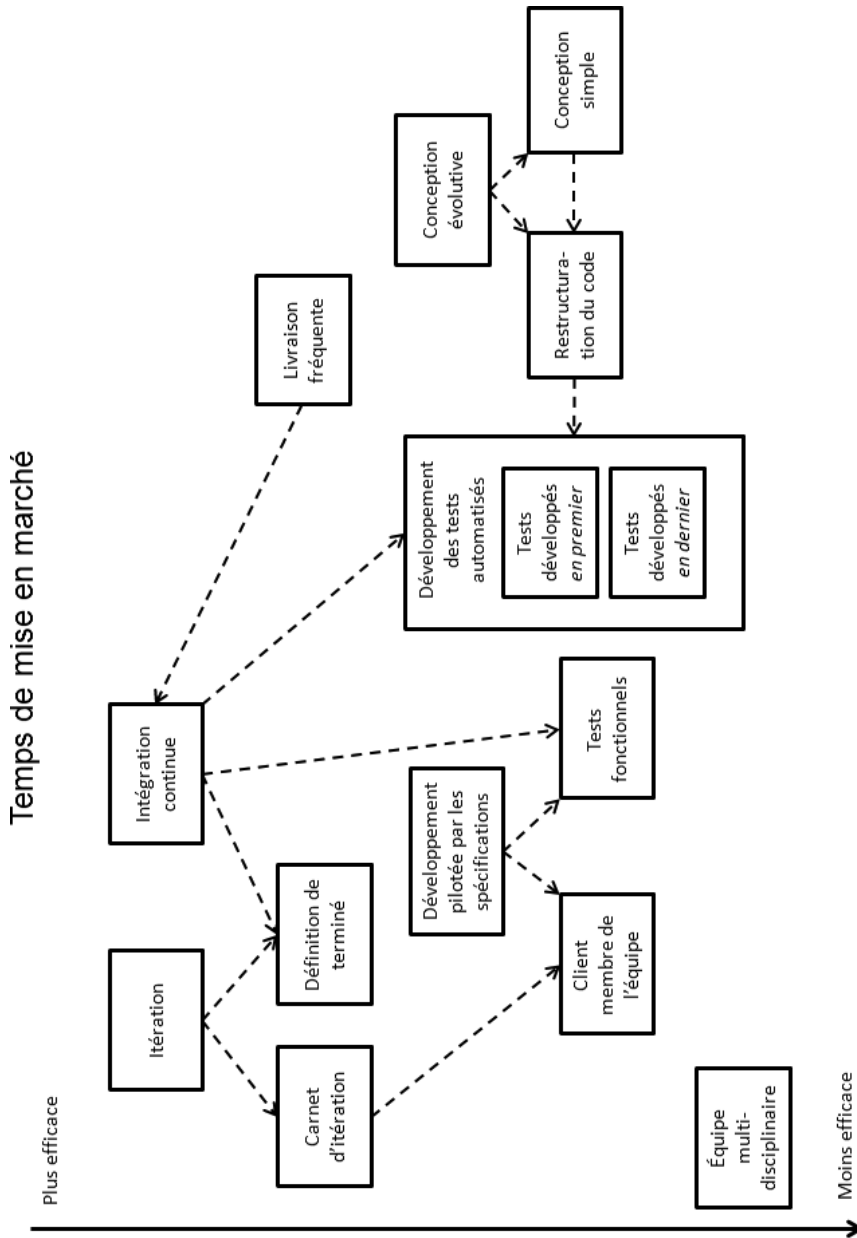 Temps de mise en marché
Plus efficace
Itération
Intégration
continue
Carnet
d'itération
Définition de
terminé
Livraison
fréquente
Développement
pilotée par les
spécifications
Développement
des tests
automatisés
Conception
évolutive
Tests
développés
en premier
Tests
développés
en dernier
Client
membre de
l'équipe
Tests
fonctionnels
Restructura-
tion du code
Conception
simple
Équipe
multi-
disciplinaire
Moins efficace